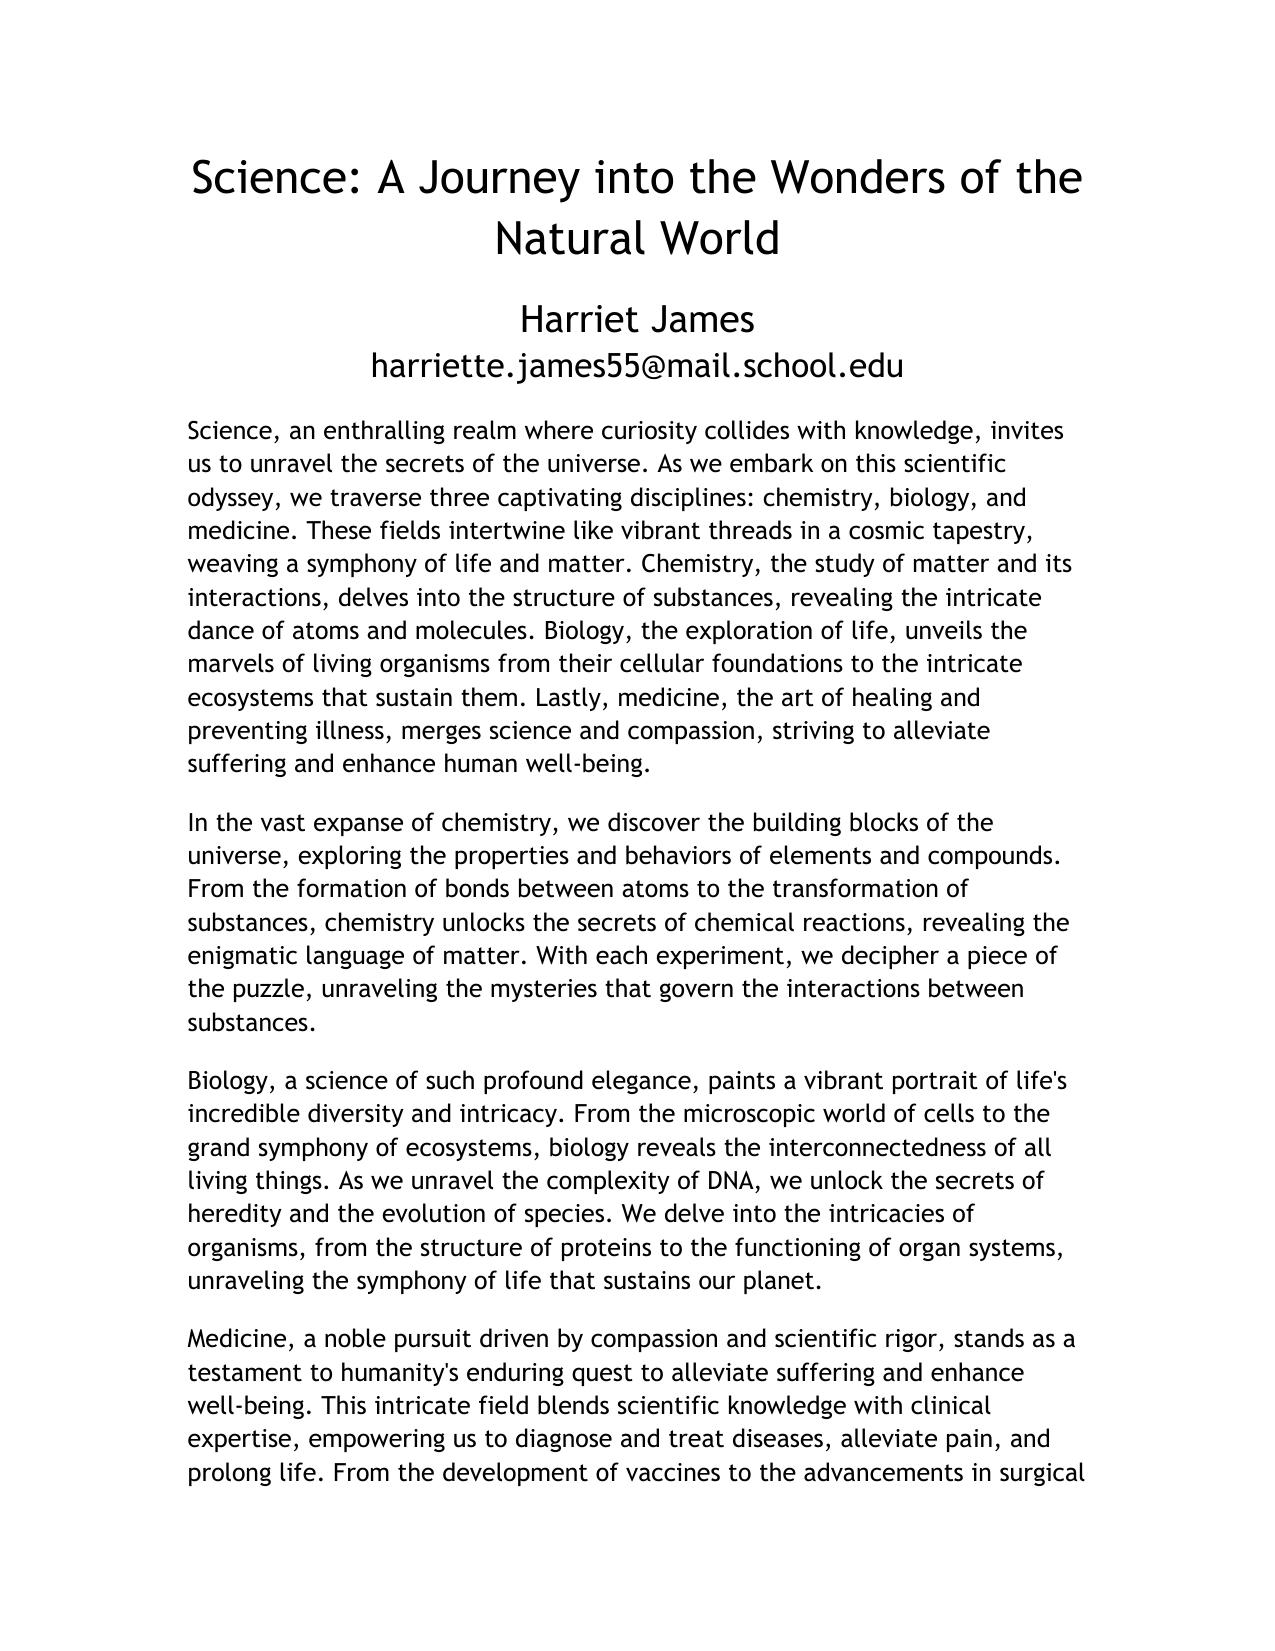 Science: A Journey into the Wonders of the
Natural World
Harriet James
harriette.james55@mail.school.edu
Science, an enthralling realm where curiosity collides with knowledge, invites
us to unravel the secrets of the universe. As we embark on this scientific
odyssey, we traverse three captivating disciplines: chemistry, biology, and
medicine. These fields intertwine like vibrant threads in a cosmic tapestry,
weaving a symphony of life and matter. Chemistry, the study of matter and its
interactions, delves into the structure of substances, revealing the intricate
dance of atoms and molecules. Biology, the exploration of life, unveils the
marvels of living organisms from their cellular foundations to the intricate
ecosystems that sustain them. Lastly, medicine, the art of healing and
preventing illness, merges science and compassion, striving to alleviate
suffering and enhance human well-being.
In the vast expanse of chemistry, we discover the building blocks of the
universe, exploring the properties and behaviors of elements and compounds.
From the formation of bonds between atoms to the transformation of
substances, chemistry unlocks the secrets of chemical reactions, revealing the
enigmatic language of matter. With each experiment, we decipher a piece of
the puzzle, unraveling the mysteries that govern the interactions between
substances.
Biology, a science of such profound elegance, paints a vibrant portrait of life's
incredible diversity and intricacy. From the microscopic world of cells to the
grand symphony of ecosystems, biology reveals the interconnectedness of all
living things. As we unravel the complexity of DNA, we unlock the secrets of
heredity and the evolution of species. We delve into the intricacies of
organisms, from the structure of proteins to the functioning of organ systems,
unraveling the symphony of life that sustains our planet.
Medicine, a noble pursuit driven by compassion and scientific rigor, stands as a
testament to humanity's enduring quest to alleviate suffering and enhance
well-being. This intricate field blends scientific knowledge with clinical
expertise, empowering us to diagnose and treat diseases, alleviate pain, and
prolong life. From the development of vaccines to the advancements in surgical